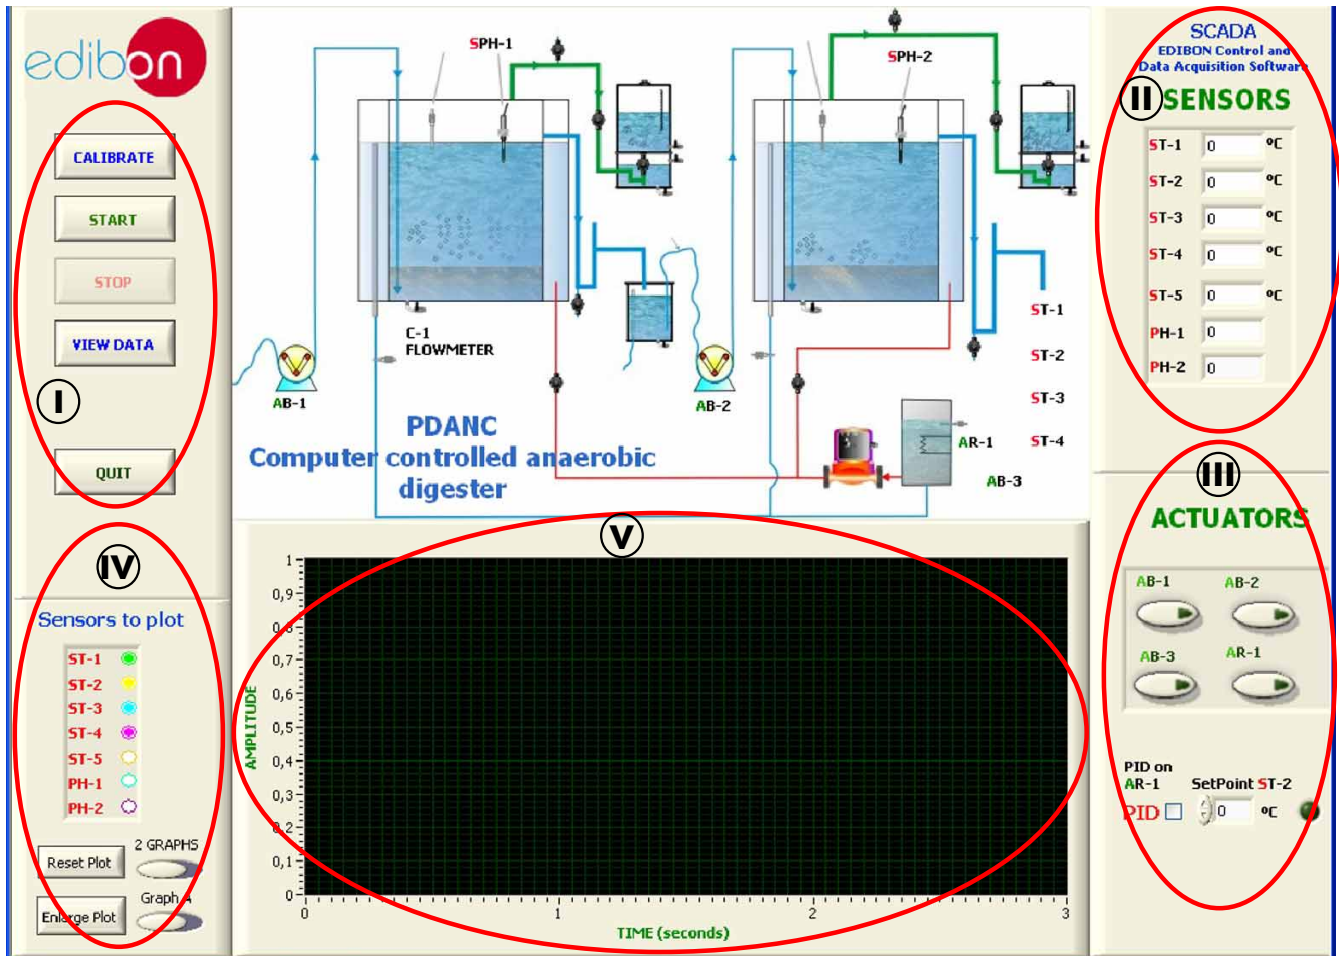 edibon
CALIBRATE
START
STOP
VIEW DATA
I
QUIT
IV
Sensors to plot
ST-1
ST-2
ST-3
ST-4
ST-5
PH-1
PH-2
Reset Plot
2 GRAPHS
Enlarge Plot
Graph A
SPH-1
SPH-2
C-1
FLOWMETER
AB-1
AB-2
ST-1
ST-2
ST-3
ST-4
AR-1
AB-3
PDANC
Computer controlled anaerobic
digester
V
AMPLITUDE
1
0,9
0,8
0,7
0,6
0,5
0,4
0,3
0,2
0,1
0
0 1 2 3
TIME (seconds)
SCADA
EDIBON Control and
Data Acquisition Software
II SENSORS
ST-1 0 ºC
ST-2 0 ºC
ST-3 0 ºC
ST-4 0 ºC
ST-5 0 ºC
PH-1 0
PH-2 0
III
ACTUATORS
AB-1 AB-2
AB-3 AR-1
PID on
AR-1 SetPoint ST-2
PID 0 ºC